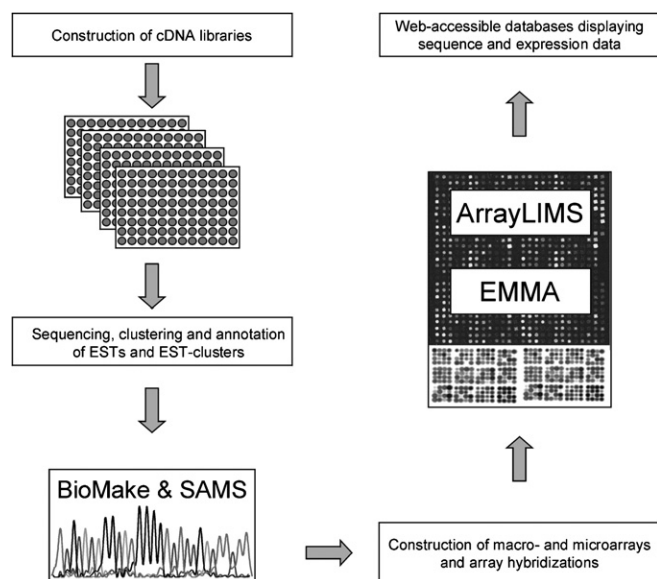 Construction of cDNA libraries
Sequencing, clustering and annotation
of ESTs and EST-clusters
BioMake & SAMS
Construction of macro- and microarrays
and array hybridizations
ArrayLIMS
EMMA
Web-accessible databases displaying
sequence and expression data